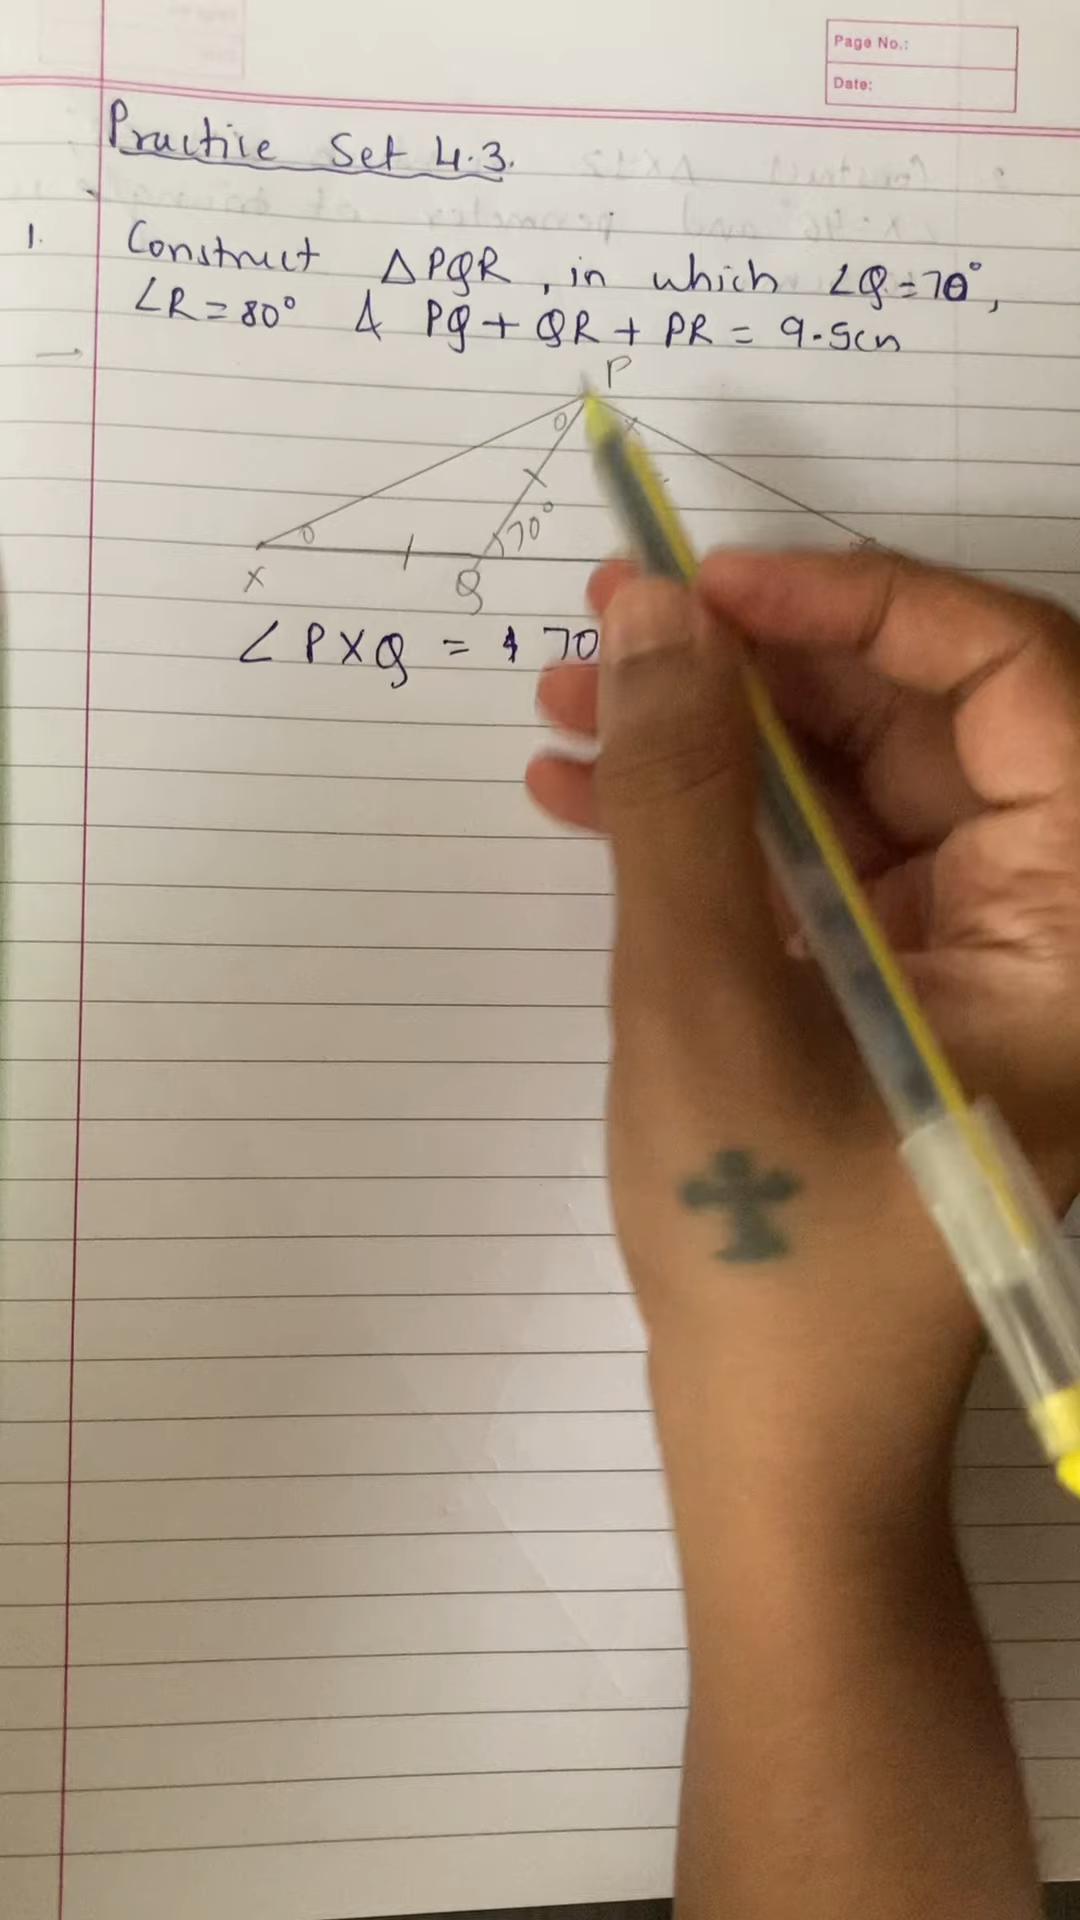 Page No.:
Date:
Practice Set 4.3.
1. Construct △PQR, in which ∠Q=70°,
∠R=80° & PQ + QR + PR = 9.5cm
P
70°
X Q
∠PXQ = 70